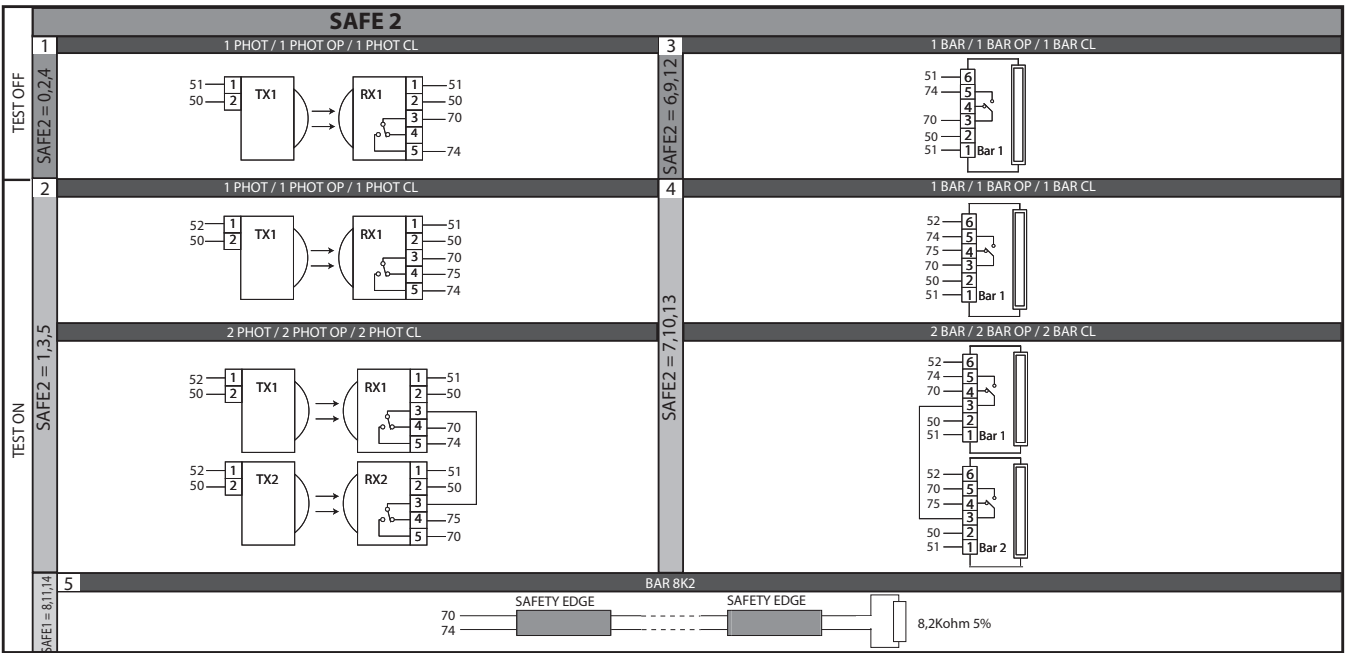 SAFE 2
TEST OFF
SAFE2 = 0,2,4
1
1 PHOT / 1 PHOT OP / 1 PHOT CL
51 1 TX1 RX1 1 51
50 2 2 50
3 70
4
5 74
3
SAFE2 = 6,9,12
1 BAR / 1 BAR OP / 1 BAR CL
51 6
74 5
4
70 3
50 2
51 1 Bar 1
TEST ON
SAFE2 = 1,3,5
2
1 PHOT / 1 PHOT OP / 1 PHOT CL
52 1 TX1 RX1 1 51
50 2 2 50
3 70
4 75
5 74
2 PHOT / 2 PHOT OP / 2 PHOT CL
52 1 TX1 RX1 1 51
50 2 2 50
3
4 70
5 74
52 1 TX2 RX2 1 51
50 2 2 50
3
4 75
5 70
4
SAFE2 = 7,10,13
1 BAR / 1 BAR OP / 1 BAR CL
52 6
74 5
75 4
70 3
50 2
51 1 Bar 1
2 BAR / 2 BAR OP / 2 BAR CL
52 6
74 5
70 4
3
50 2
51 1 Bar 1
52 6
70 5
75 4
3
50 2
51 1 Bar 2
SAFE1 = 8,11,14
5
BAR 8K2
SAFETY EDGE SAFETY EDGE
70
74
8,2Kohm 5%